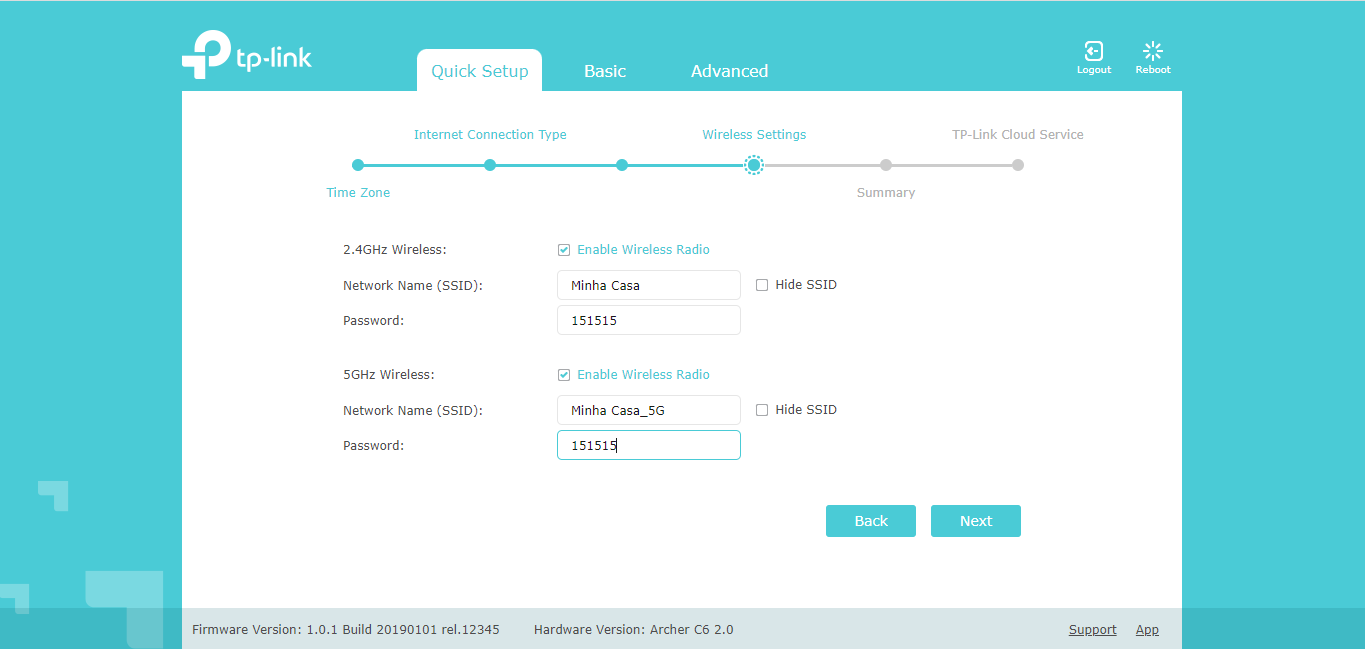 tp-link
Quick Setup Basic Advanced
Logout Reboot
Internet Connection Type Wireless Settings TP-Link Cloud Service
Time Zone Summary
2.4GHz Wireless: Enable Wireless Radio
Network Name (SSID): Minha Casa Hide SSID
Password: 151515
5GHz Wireless: Enable Wireless Radio
Network Name (SSID): Minha Casa_5G Hide SSID
Password: 151515
Back Next
Firmware Version: 1.0.1 Build 20190101 rel.12345 Hardware Version: Archer C6 2.0 Support App